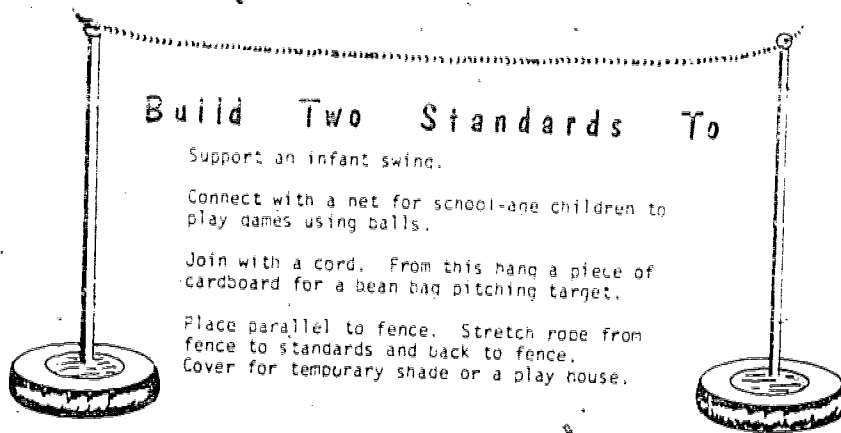 Build Two Standards To
Support an infant swing.
Connect with a net for school-age children to
play games using balls.
Join with a cord. From this hang a piece of
cardboard for a bean bag pitching target.
Place parallel to fence. Stretch rope from
fence to standards and back to fence.
Cover for temporary shade or a play house.